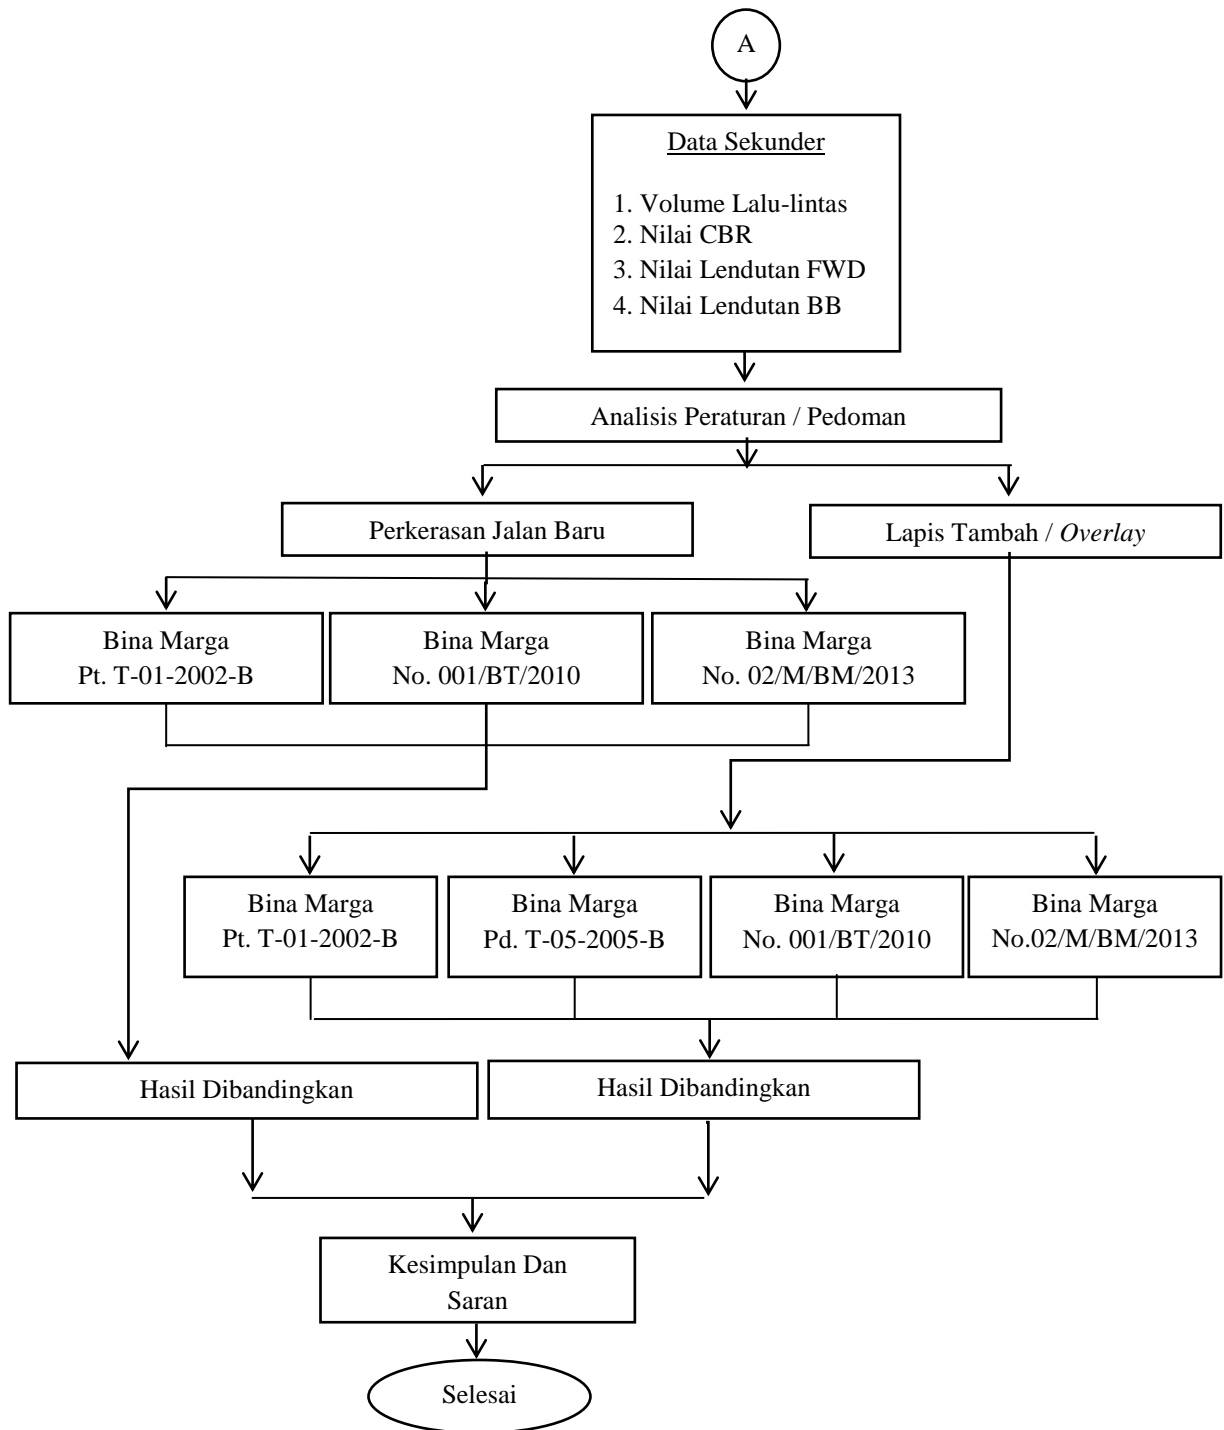 A
Data Sekunder
1. Volume Lalu-lintas
2. Nilai CBR
3. Nilai Lendutan FWD
4. Nilai Lendutan BB
Analisis Peraturan / Pedoman
Perkerasan Jalan Baru
Lapis Tambah / Overlay
Bina Marga
Pt. T-01-2002-B
Bina Marga
No. 001/BT/2010
Bina Marga
No. 02/M/BM/2013
Bina Marga
Pt. T-01-2002-B
Bina Marga
Pd. T-05-2005-B
Bina Marga
No. 001/BT/2010
Bina Marga
No.02/M/BM/2013
Hasil Dibandingkan
Hasil Dibandingkan
Kesimpulan Dan
Saran
Selesai